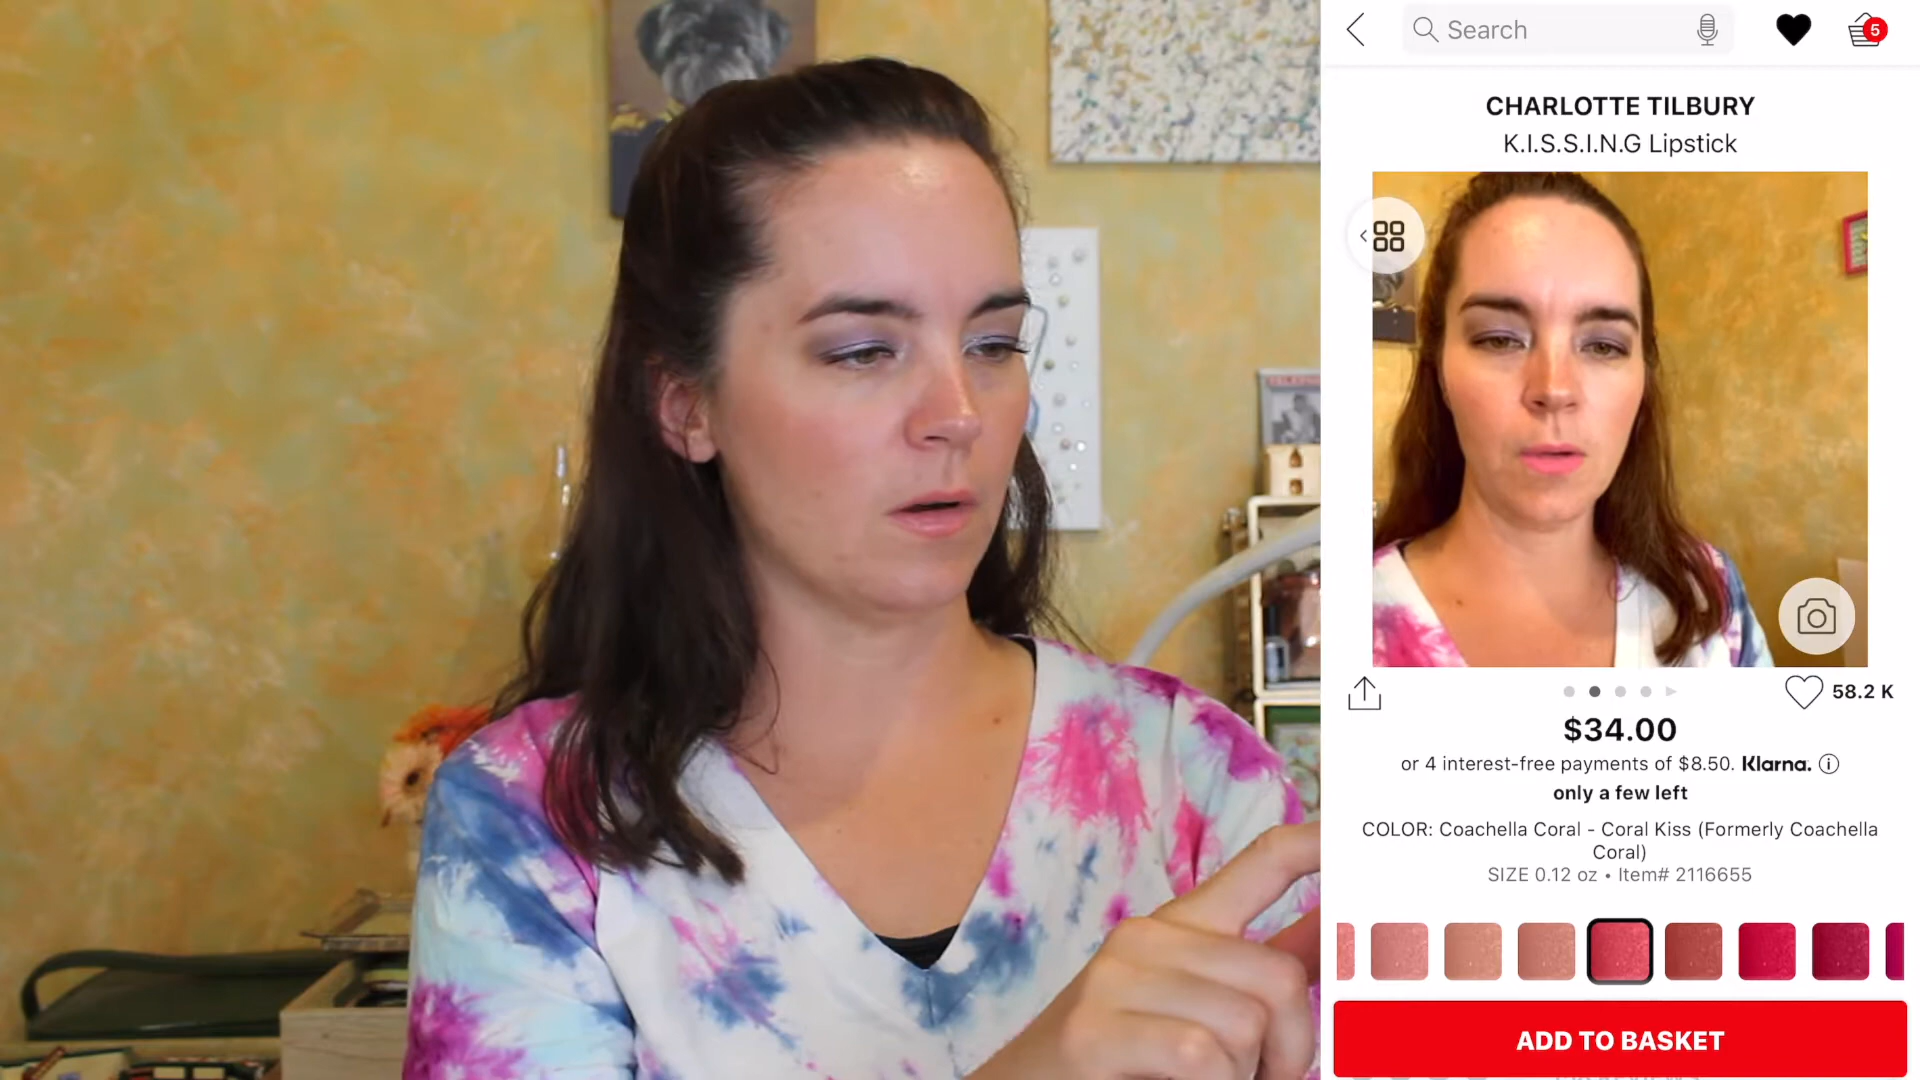 Search
5
CHARLOTTE TILBURY
K.I.S.S.I.N.G Lipstick
58.2 K
$34.00
or 4 interest-free payments of $8.50. Klarna.
only a few left
COLOR: Coachella Coral - Coral Kiss (Formerly Coachella
Coral)
SIZE 0.12 oz • Item# 2116655
ADD TO BASKET